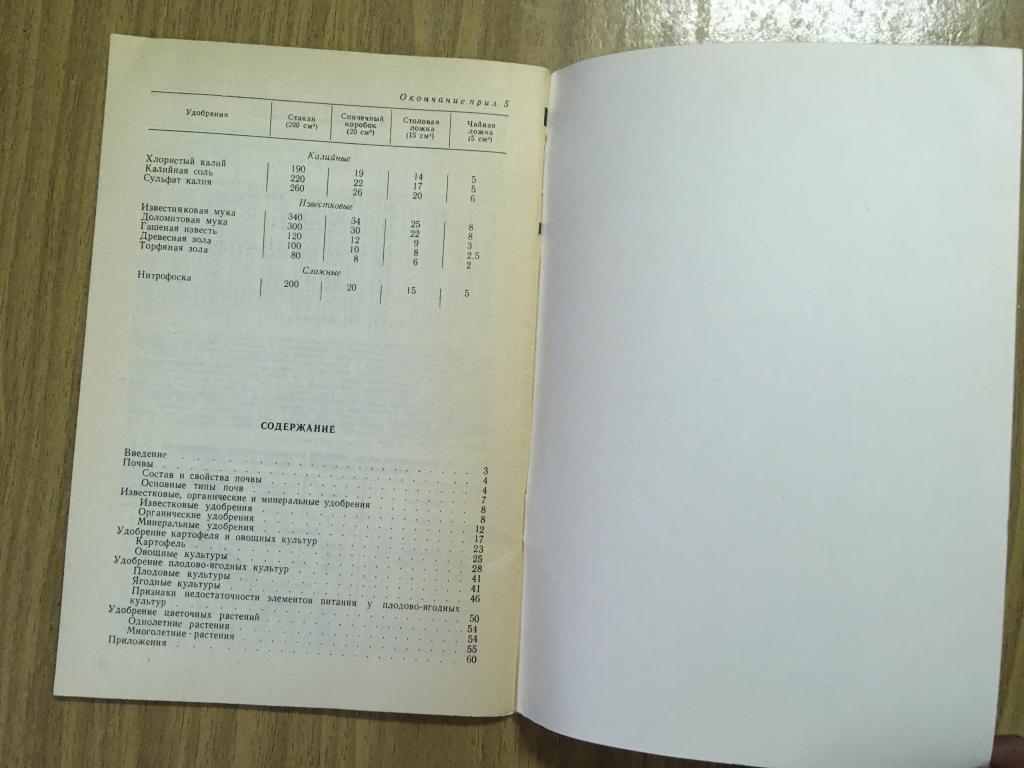 Окончание прил. 5
Удобрения Стакан (200 см³) Спичечный коробок (20 см³) Столовая ложка (15 см³) Чайная ложка (5 см³)
Калийные
Хлористый калий 190 19 14 5
Калийная соль 220 22 17 5
Сульфат калия 260 26 20 6
Известковые
Известняковая мука 340 34 25 8
Доломитовая мука 300 30 22 8
Гашеная известь 120 12 9 3
Древесная зола 100 10 8 2.5
Торфяная зола 80 8 6 2
Сложные
Нитрофоска 200 20 15 5
СОДЕРЖАНИЕ
Введение 3
Почвы 4
Состав и свойства почвы 4
Основные типы почв 7
Известковые, органические и минеральные удобрения 8
Известковые удобрения 8
Органические удобрения 12
Минеральные удобрения 17
Удобрение картофеля и овощных культур 23
Картофель 25
Овощные культуры 28
Удобрение плодово-ягодных культур 41
Плодовые культуры 41
Ягодные культуры 46
Признаки недостаточности элементов питания у плодово-ягодных
культур 50
Удобрение цветочных растений 54
Однолетние растения 54
Многолетние растения 55
Приложения 60